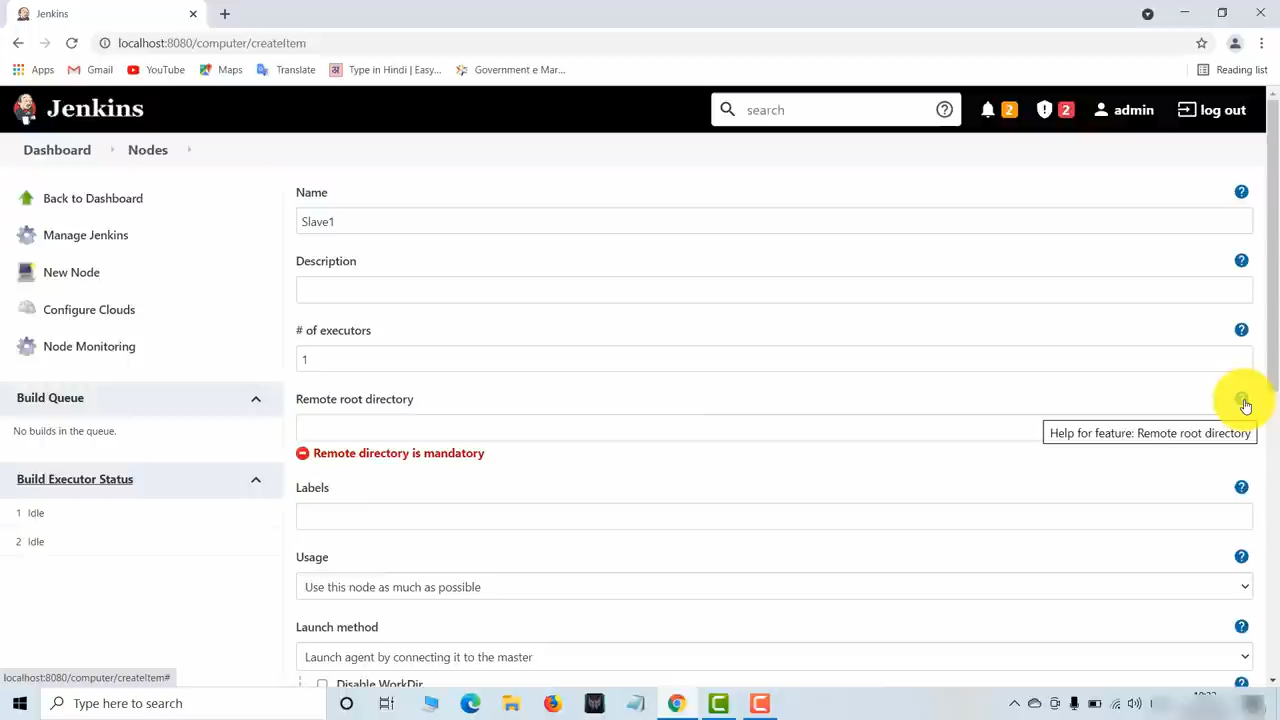 Jenkins
localhost:8080/computer/createItem
Apps
Gmail
YouTube
Maps
Translate
Type in Hindi | Easy...
Government e Mar...
Reading list
Jenkins
search
2
2
admin
log out
Dashboard
Nodes
Back to Dashboard
Manage Jenkins
New Node
Configure Clouds
Node Monitoring
Build Queue
No builds in the queue.
Build Executor Status
1 Idle
2 Idle
Name
Slave1
Description
# of executors
1
Remote root directory
Help for feature: Remote root directory
Remote directory is mandatory
Labels
Usage
Use this node as much as possible
Launch method
Launch agent by connecting it to the master
Disable WorkDir
localhost:8080/computer/createItem#
Type here to search